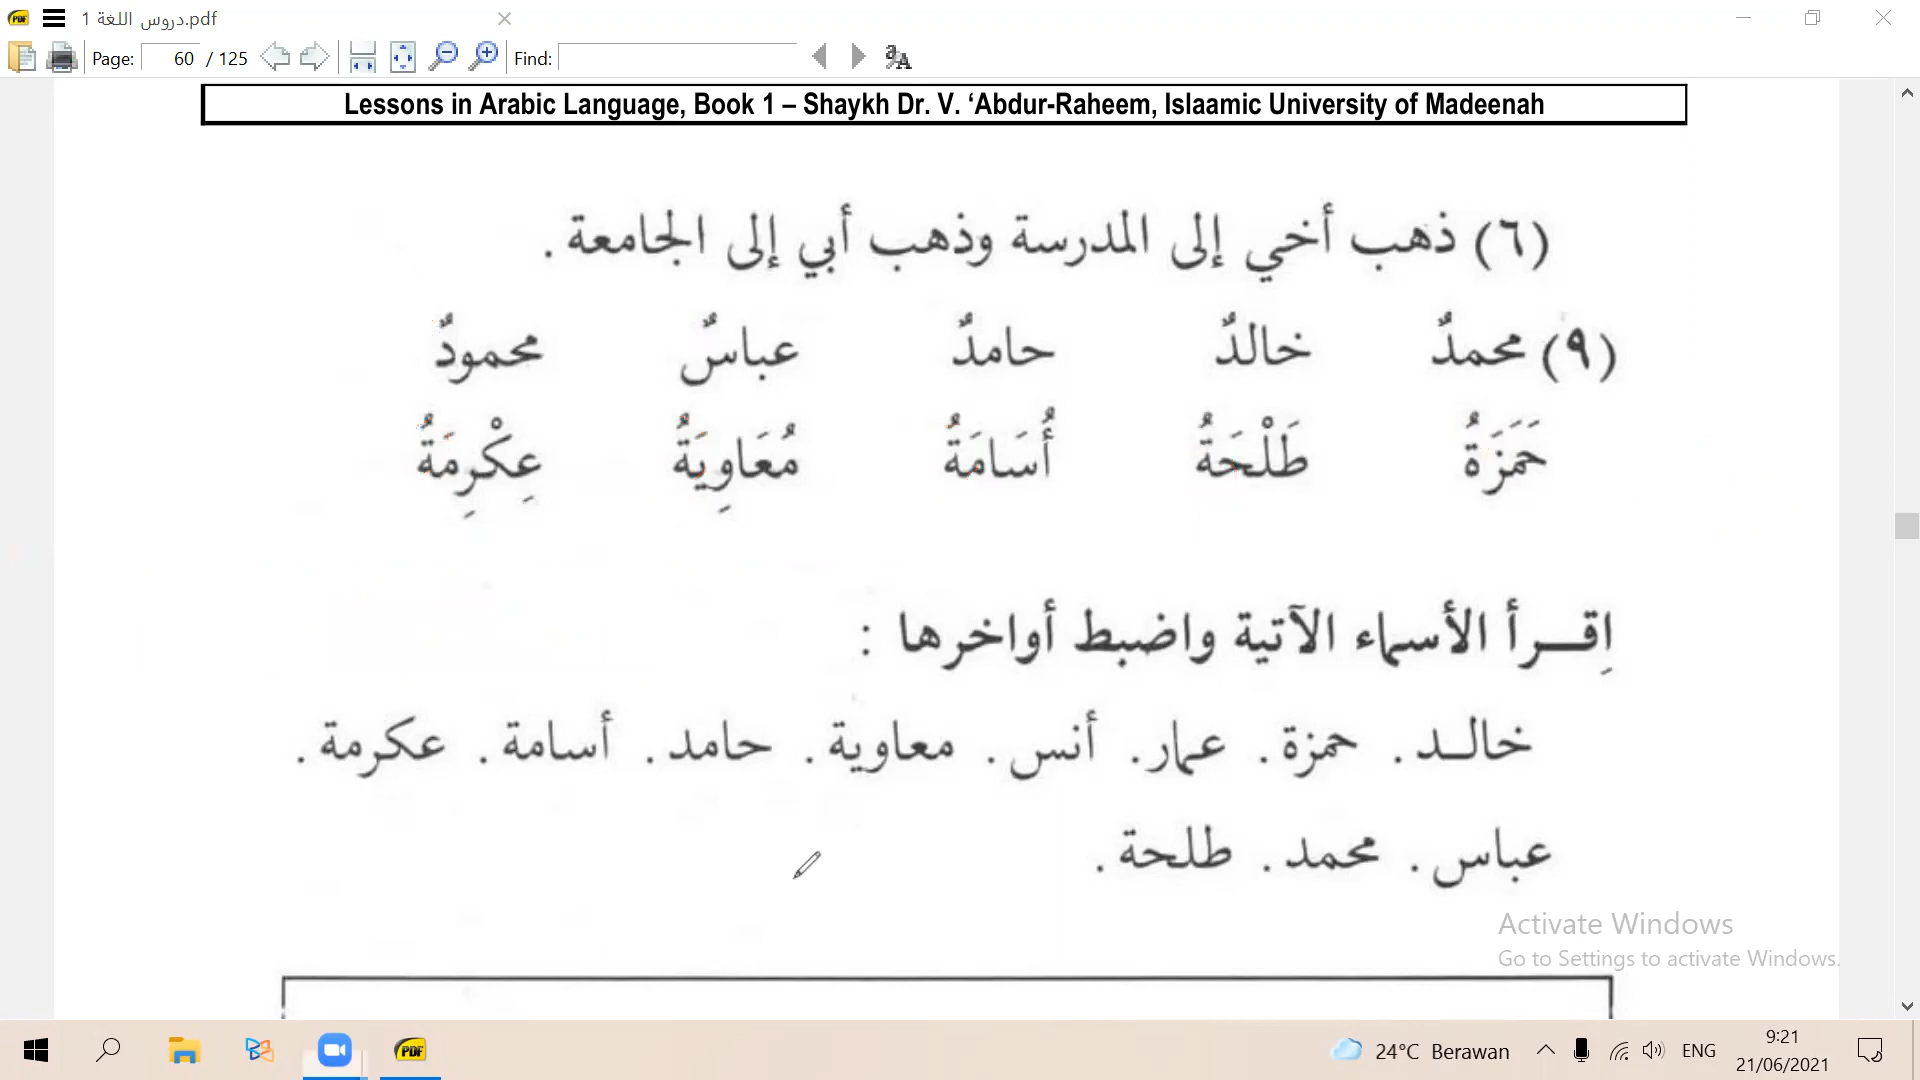 دروس اللغة 1.pdf
Page: 60 / 125 Find:
Lessons in Arabic Language, Book 1 – Shaykh Dr. V. ‘Abdur-Raheem, Islaamic University of Madeenah
(٦) ذهب أخي إلى المدرسة وذهب أبي إلى الجامعة .
(٩) محمدٌ خالدٌ حامدٌ عباسٌ محمودٌ
حَمَزَةُ طَلْحَةُ أُسَامَةُ مُعَاوِيَةُ عِكْرِمَةُ
اِقـرأ الأسماء الآتية واضبط أواخرها :
خالـد . حمزة . عمار . أنس . معاوية . حامد . أسامة . عكرمة .
عباس . محمد . طلحة .
Activate Windows
Go to Settings to activate Windows.
PDF 24°C Berawan ENG 9:21
21/06/2021